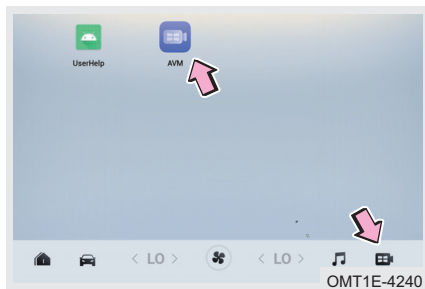 UserHelp
AVM
< LO >
< LO >
OMT1E-4240